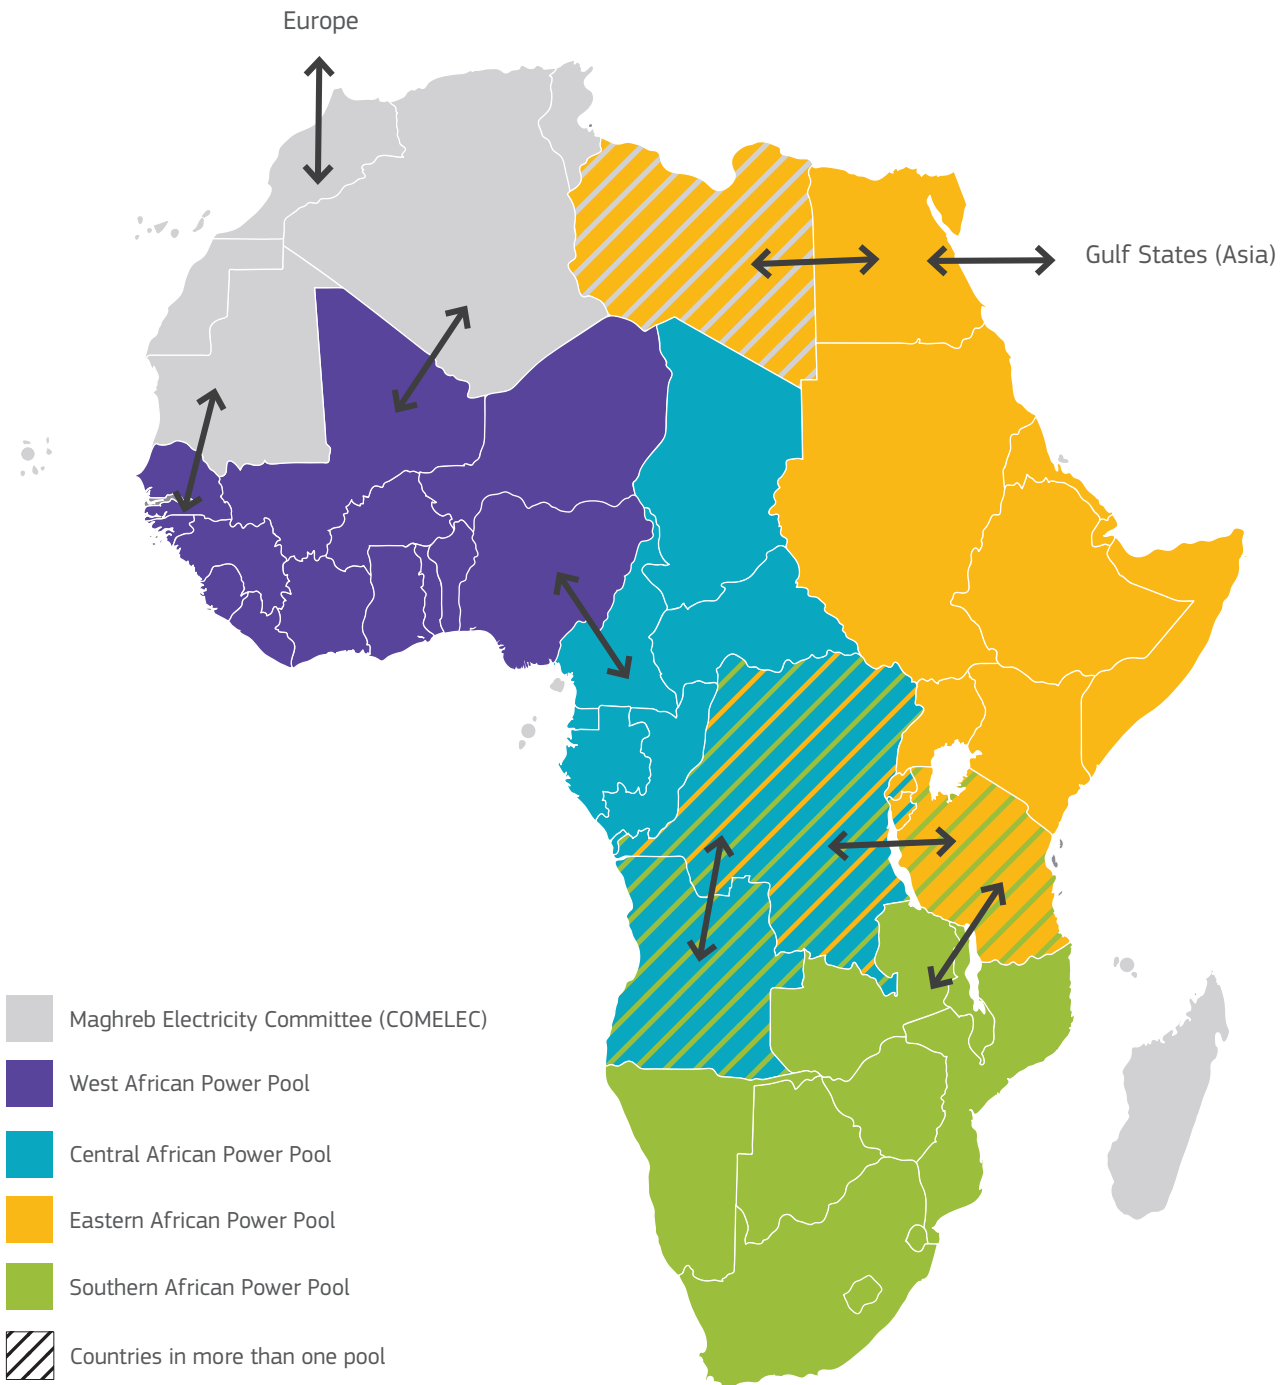 Europe
Gulf States (Asia)
Maghreb Electricity Committee (COMELEC)
West African Power Pool
Central African Power Pool
Eastern African Power Pool
Southern African Power Pool
Countries in more than one pool